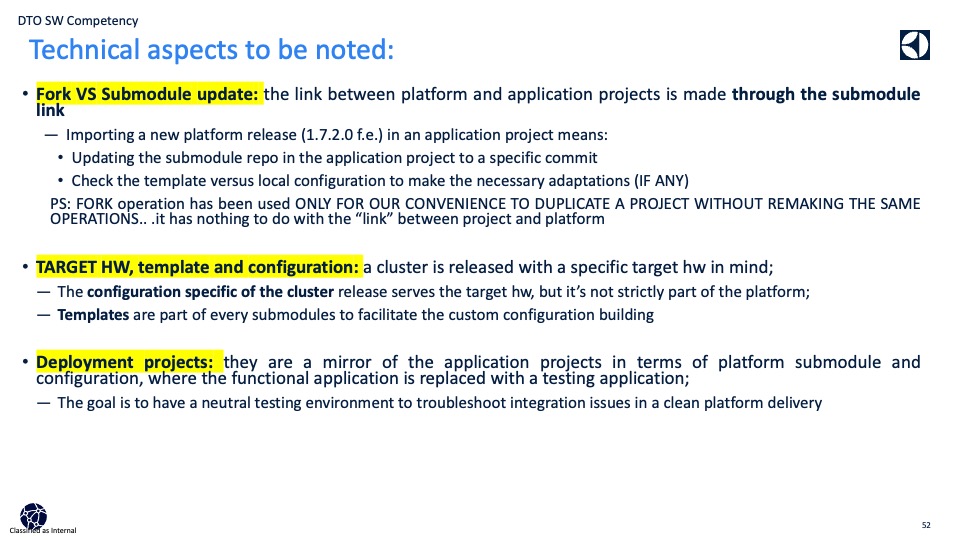 DTO SW Competency
Technical aspects to be noted:
• Fork VS Submodule update: the link between platform and application projects is made through the submodule
link
— Importing a new platform release (1.7.2.0 f.e.) in an application project means:
• Updating the submodule repo in the application project to a specific commit
• Check the template versus local configuration to make the necessary adaptations (IF ANY)
PS: FORK operation has been used ONLY FOR OUR CONVENIENCE TO DUPLICATE A PROJECT WITHOUT REMAKING THE SAME
OPERATIONS.. .it has nothing to do with the “link” between project and platform
• TARGET HW, template and configuration: a cluster is released with a specific target hw in mind;
— The configuration specific of the cluster release serves the target hw, but it’s not strictly part of the platform;
— Templates are part of every submodules to facilitate the custom configuration building
• Deployment projects: they are a mirror of the application projects in terms of platform submodule and
configuration, where the functional application is replaced with a testing application;
— The goal is to have a neutral testing environment to troubleshoot integration issues in a clean platform delivery
Classified as Internal
52